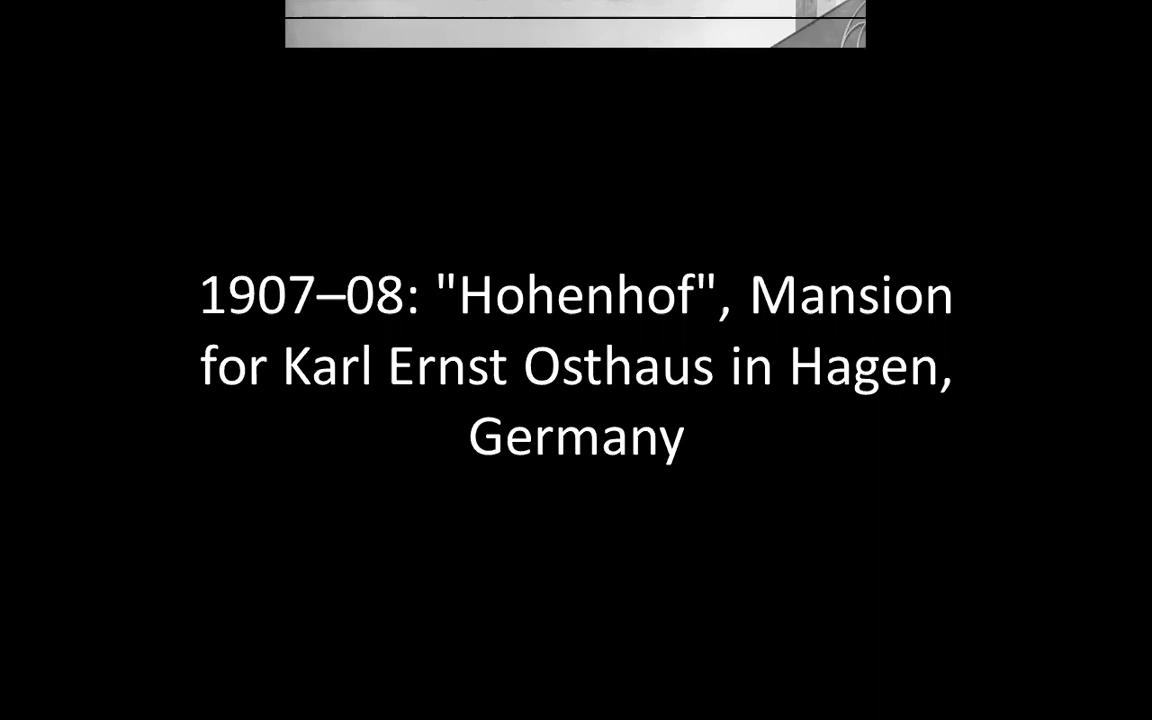 1907–08: "Hohenhof", Mansion
for Karl Ernst Osthaus in Hagen,
Germany